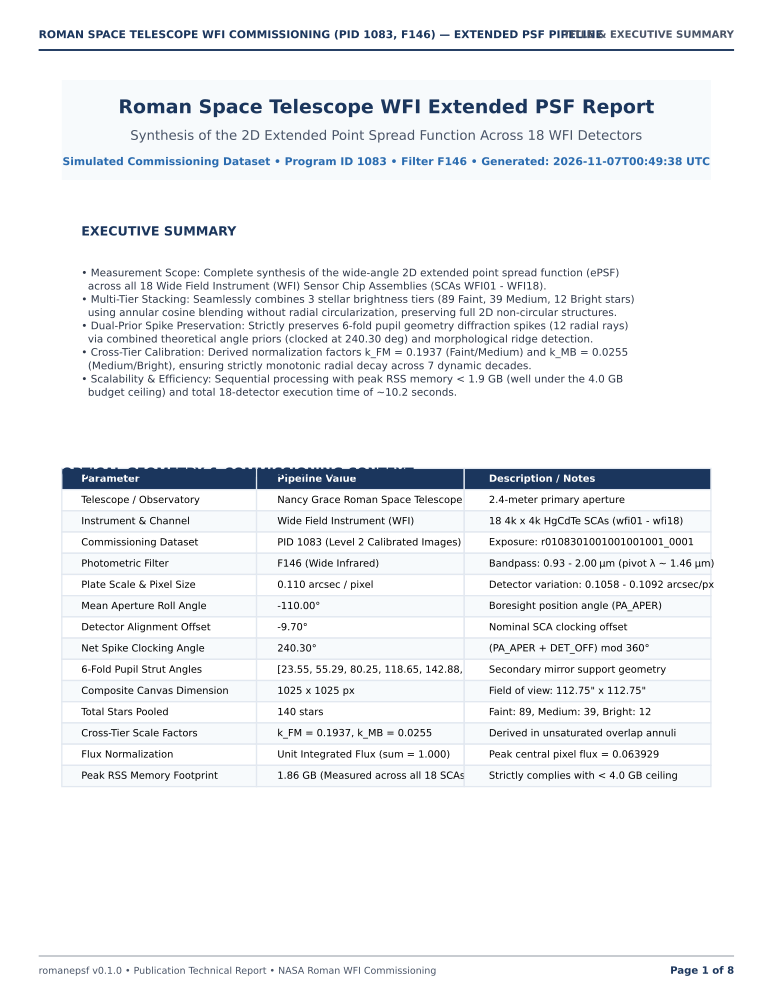 ROMAN SPACE TELESCOPE WFI COMMISSIONING (PID 1083, F146) — EXTENDED PSF PIPELINE
& EXECUTIVE SUMMARY
Roman Space Telescope WFI Extended PSF Report
Synthesis of the 2D Extended Point Spread Function Across 18 WFI Detectors
Simulated Commissioning Dataset • Program ID 1083 • Filter F146 • Generated: 2026-11-07T00:49:38 UTC
EXECUTIVE SUMMARY
• Measurement Scope: Complete synthesis of the wide-angle 2D extended point spread function (ePSF)
across all 18 Wide Field Instrument (WFI) Sensor Chip Assemblies (SCAs WFI01 - WFI18).
• Multi-Tier Stacking: Seamlessly combines 3 stellar brightness tiers (89 Faint, 39 Medium, 12 Bright stars)
using annular cosine blending without radial circularization, preserving full 2D non-circular structures.
• Dual-Prior Spike Preservation: Strictly preserves 6-fold pupil geometry diffraction spikes (12 radial rays)
via combined theoretical angle priors (clocked at 240.30 deg) and morphological ridge detection.
• Cross-Tier Calibration: Derived normalization factors k_FM = 0.1937 (Faint/Medium) and k_MB = 0.0255
(Medium/Bright), ensuring strictly monotonic radial decay across 7 dynamic decades.
• Scalability & Efficiency: Sequential processing with peak RSS memory < 1.9 GB (well under the 4.0 GB
budget ceiling) and total 18-detector execution time of ~10.2 seconds.
OPTICAL GEOMETRY & COMMISSIONING CONTEXT
Parameter Pipeline Value Description / Notes
Telescope / Observatory Nancy Grace Roman Space Telescope 2.4-meter primary aperture
Instrument & Channel Wide Field Instrument (WFI) 18 4k x 4k HgCdTe SCAs (wfi01 - wfi18)
Commissioning Dataset PID 1083 (Level 2 Calibrated Images) Exposure: r0108301001001001001_0001
Photometric Filter F146 (Wide Infrared) Bandpass: 0.93 - 2.00 µm (pivot λ ~ 1.46 µm)
Plate Scale & Pixel Size 0.110 arcsec / pixel Detector variation: 0.1058 - 0.1092 arcsec/px
Mean Aperture Roll Angle -110.00° Boresight position angle (PA_APER)
Detector Alignment Offset -9.70° Nominal SCA clocking offset
Net Spike Clocking Angle 240.30° (PA_APER + DET_OFF) mod 360°
6-Fold Pupil Strut Angles [23.55, 55.29, 80.25, 118.65, 142.88, Secondary mirror support geometry
Composite Canvas Dimension 1025 x 1025 px Field of view: 112.75" x 112.75"
Total Stars Pooled 140 stars Faint: 89, Medium: 39, Bright: 12
Cross-Tier Scale Factors k_FM = 0.1937, k_MB = 0.0255 Derived in unsaturated overlap annuli
Flux Normalization Unit Integrated Flux (sum = 1.000) Peak central pixel flux = 0.063929
Peak RSS Memory Footprint 1.86 GB (Measured across all 18 SCAs Strictly complies with < 4.0 GB ceiling
romanepsf v0.1.0 • Publication Technical Report • NASA Roman WFI Commissioning
Page 1 of 8